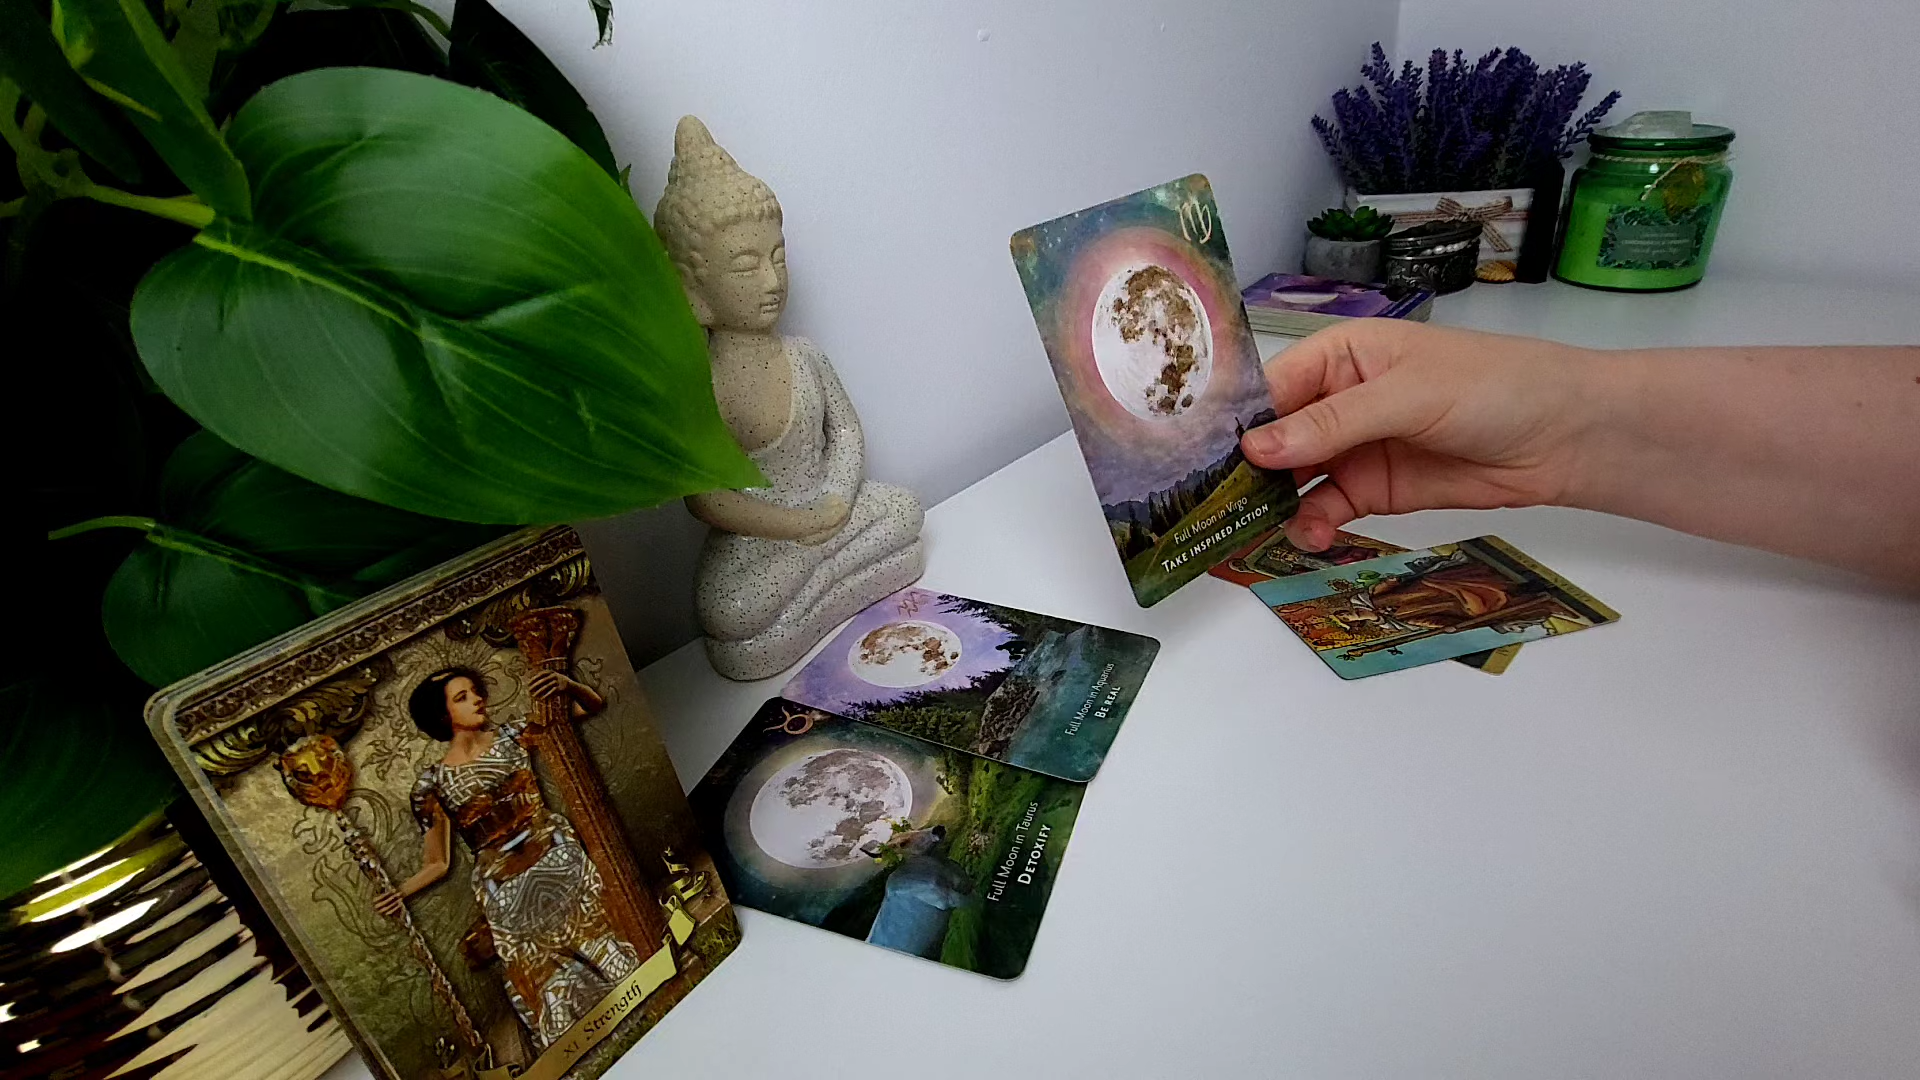 Full Moon in Virgo
TAKE INSPIRED ACTION
Full Moon in Aquarius
BE REAL
Full Moon in Taurus
DETOXIFY
XI Strength